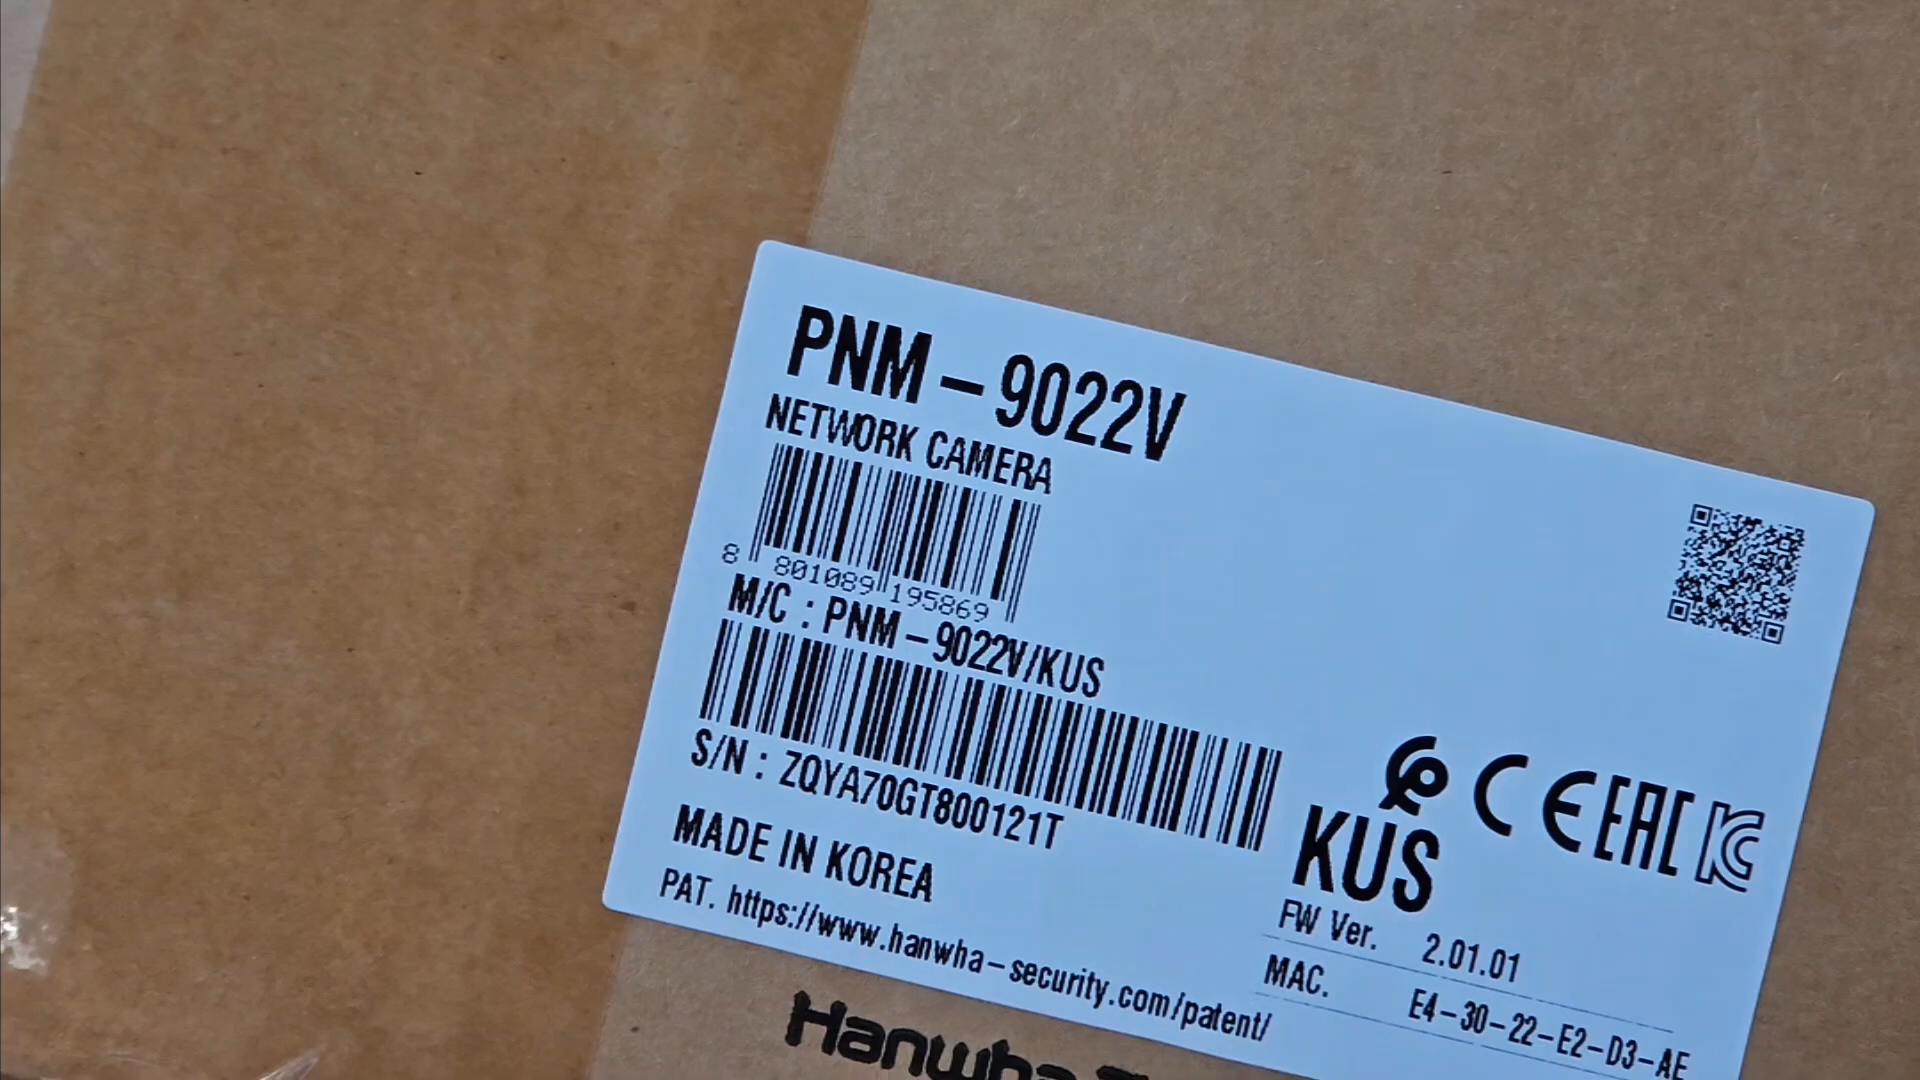 PNM-9022V
NETWORK CAMERA
8 801089 195869
M/C : PNM-9022V/KUS
S/N : ZQYA70GT800121T
MADE IN KOREA
PAT. https://www.hanwha-security.com/patent/
CE EAC
KUS
FW Ver. 2.01.01
MAC. E4-30-22-E2-D3-AE
Hanwha